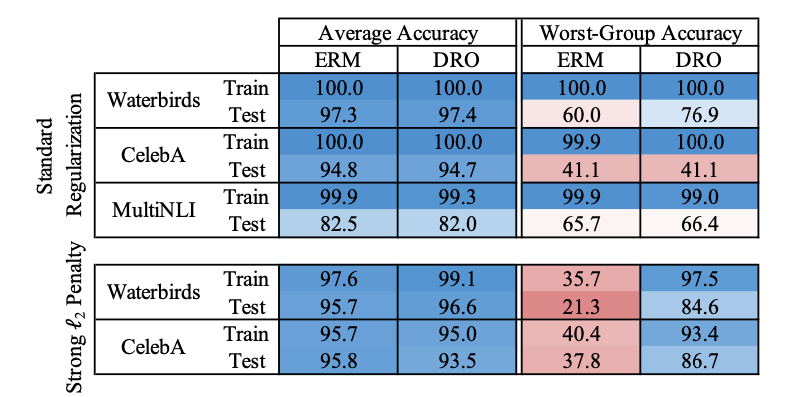 Average Accuracy Worst-Group Accuracy
ERM DRO ERM DRO
Standard Regularization
Waterbirds Train 100.0 100.0 100.0 100.0
Test 97.3 97.4 60.0 76.9
CelebA Train 100.0 100.0 99.9 100.0
Test 94.8 94.7 41.1 41.1
MultiNLI Train 99.9 99.3 99.9 99.0
Test 82.5 82.0 65.7 66.4
Strong ℓ₂ Penalty
Waterbirds Train 97.6 99.1 35.7 97.5
Test 95.7 96.6 21.3 84.6
CelebA Train 95.7 95.0 40.4 93.4
Test 95.8 93.5 37.8 86.7